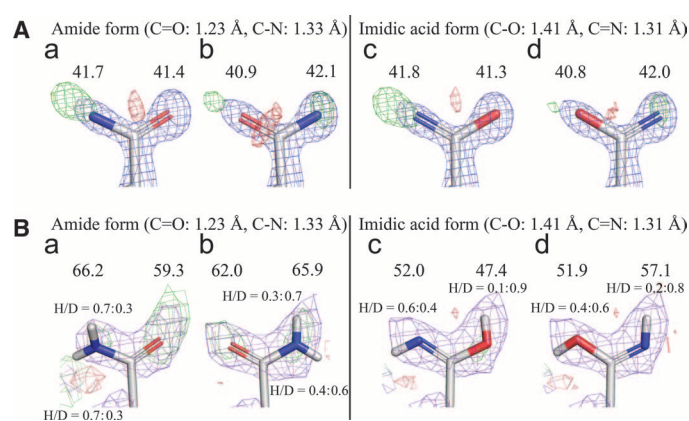 A Amide form (C=O: 1.23 Å, C-N: 1.33 Å) Imidic acid form (C-O: 1.41 Å, C=N: 1.31 Å)
a b c d
41.7 41.4 40.9 42.1 41.8 41.3 40.8 42.0
B Amide form (C=O: 1.23 Å, C-N: 1.33 Å) Imidic acid form (C-O: 1.41 Å, C=N: 1.31 Å)
a b c d
66.2 59.3 62.0 65.9 52.0 47.4 51.9 57.1
H/D = 0.1:0.9 H/D = 0.2:0.8
H/D = 0.7:0.3 H/D = 0.3:0.7 H/D = 0.6:0.4 H/D = 0.4:0.6
H/D = 0.4:0.6
H/D = 0.7:0.3